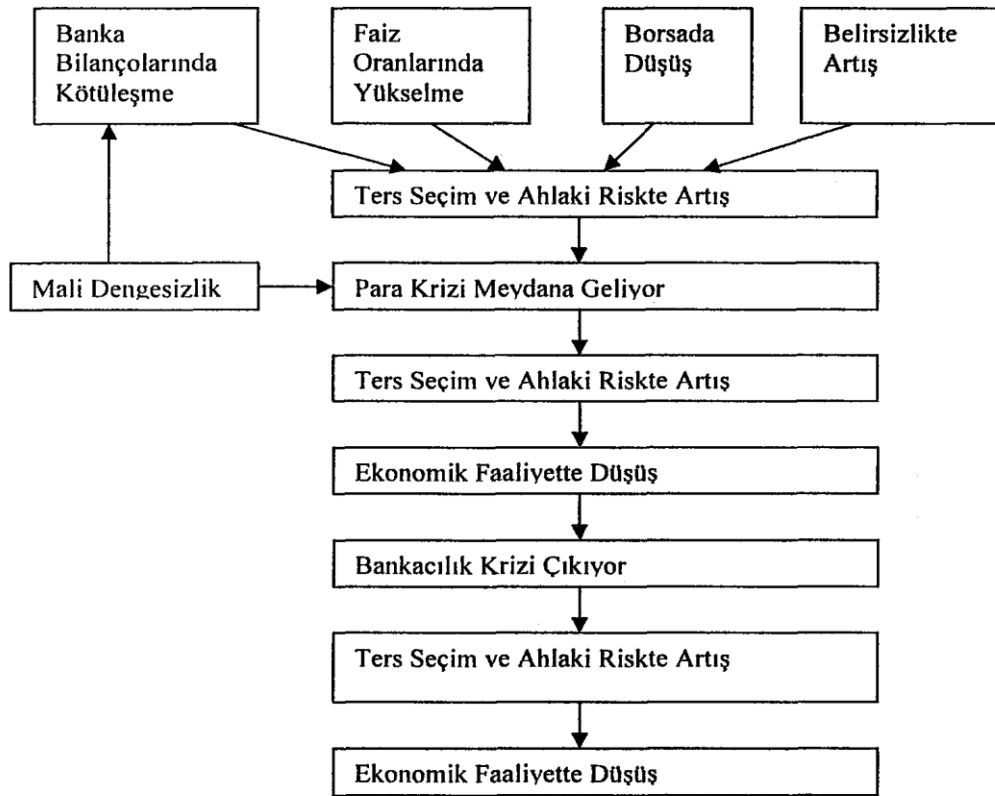 Banka
Bilançolarında
Kötüleşme
Faiz
Oranlarında
Yükselme
Borsada
Düşüş
Belirsizlikte
Artış
Ters Seçim ve Ahlaki Riskte Artış
Mali Dengesizlik
Para Krizi Meydana Geliyor
Ters Seçim ve Ahlaki Riskte Artış
Ekonomik Faaliyette Düşüş
Bankacılık Krizi Çıkıyor
Ters Seçim ve Ahlaki Riskte Artış
Ekonomik Faaliyette Düşüş